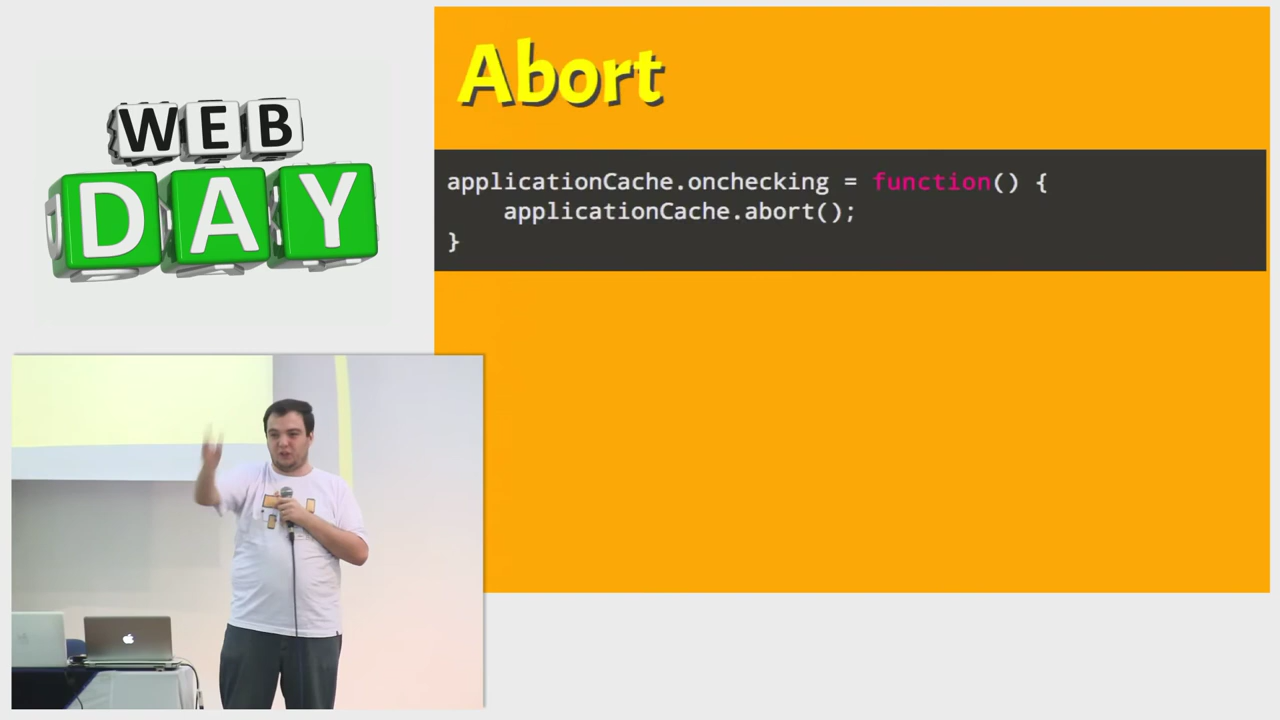 WEB
DAY
Abort
applicationCache.onchecking = function() {
    applicationCache.abort();
}